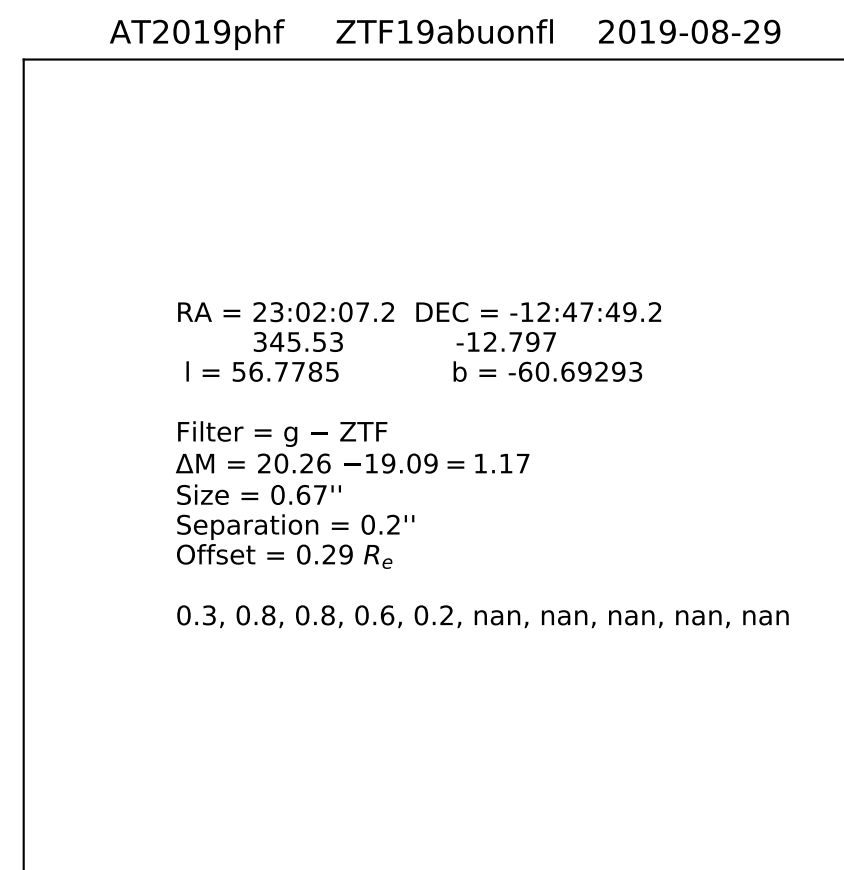 AT2019phf ZTF19abuonfl 2019-08-29
RA = 23:02:07.2 DEC = -12:47:49.2
345.53 -12.797
l = 56.7785 b = -60.69293
Filter = g − ZTF
ΔM = 20.26 −19.09 = 1.17
Size = 0.67''
Separation = 0.2''
Offset = 0.29 Rₑ
0.3, 0.8, 0.8, 0.6, 0.2, nan, nan, nan, nan, nan